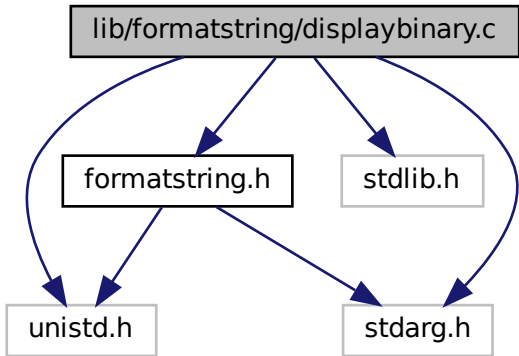 lib/formatstring/displaybinary.c
formatstring.h
stdlib.h
unistd.h
stdarg.h